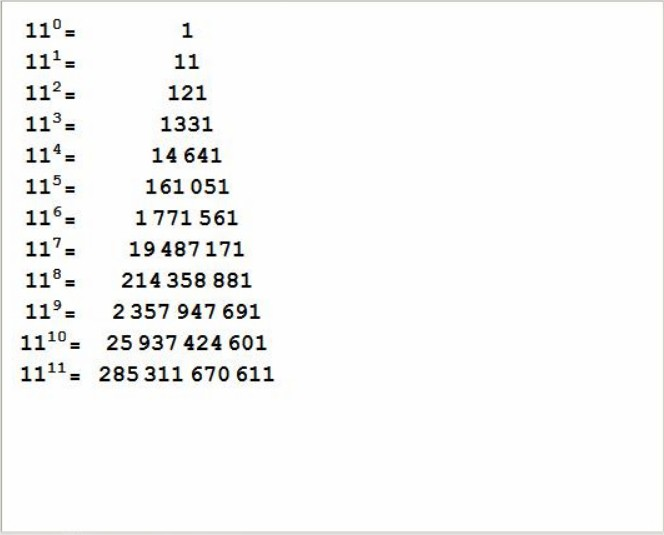 11⁰= 1
11¹= 11
11²= 121
11³= 1331
11⁴= 14 641
11⁵= 161 051
11⁶= 1 771 561
11⁷= 19 487 171
11⁸= 214 358 881
11⁹= 2 357 947 691
11¹⁰= 25 937 424 601
11¹¹= 285 311 670 611